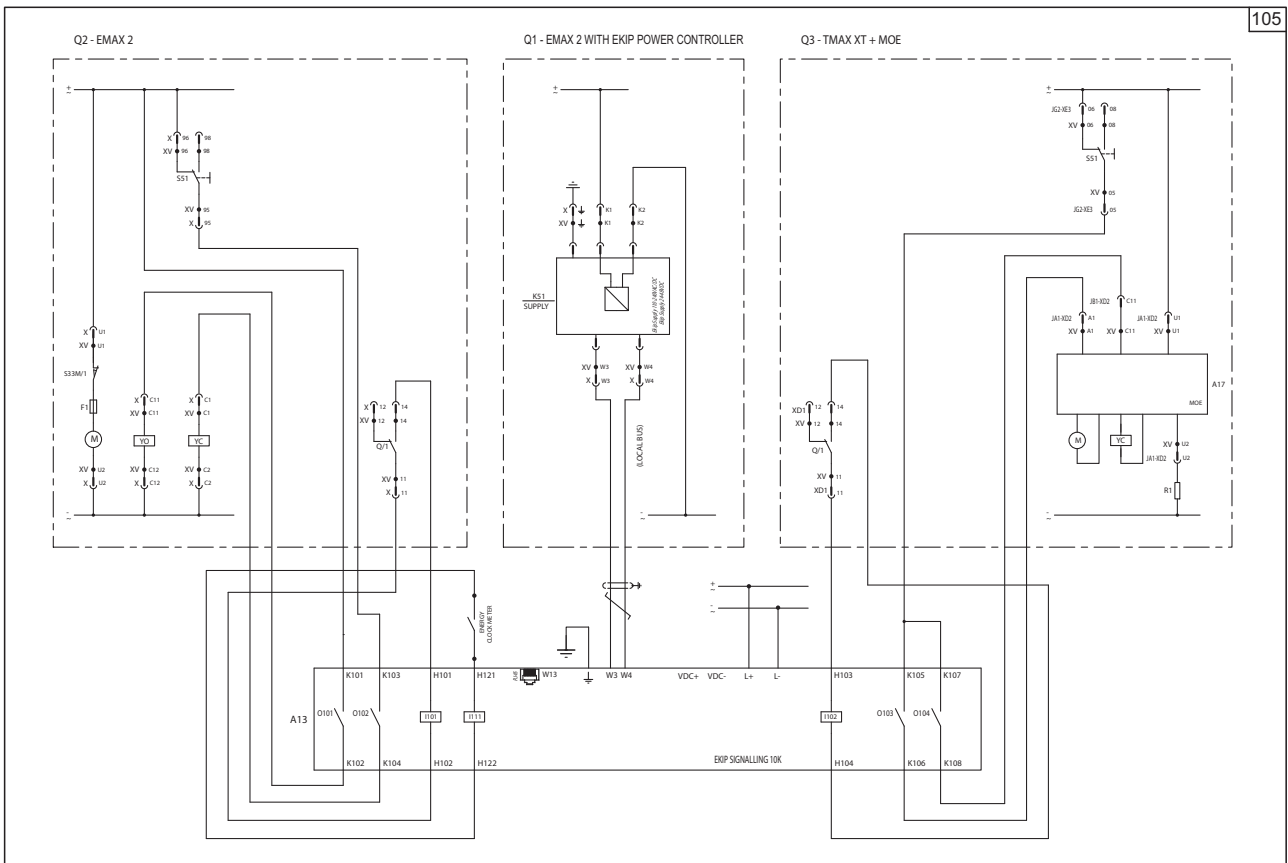 105
Q2 - EMAX 2
Q1 - EMAX 2 WITH EKIP POWER CONTROLLER
Q3 - TMAX XT + MOE
+
~
X 96 98
XV 96 98
S51
XV 95
X 95
X U1
XV U1
S33M/1
F1
M
XV U2
X U2
X C11
XV C11
YO
XV C12
X C12
X C1
XV C1
YC
XV C2
X C2
-
~
X 12 14
XV 12 14
Q/1
XV 11
X 11
+
~
X K1 K2
XV K1 K2
K51
SUPPLY
XV W3 XV W4
X W3 X W4
(LOCAL BUS)
-
~
+
~
JG2-XE3 06 08
XV 06 08
S51
XV 05
JG2-XE3 05
JB1-XD2 C11
JA1-XD2 A1
JA1-XD2 U1
XV A1 XV C11 XV U1
A17
MOE
M
YC
XV U2
JA1-XD2 U2
R1
-
~
XD1 12 14
XV 12 14
Q/1
XV 11
XD1 11
ENERGY
CLOCK METER
+
~
-
~
K101 K103 H101 H121 W13 W3 W4 VDC+ VDC- L+ L- H103 K105 K107
A13
O101 O102 I101 I111 I102 O103 O104
EKIP SIGNALLING 10K
K102 K104 H102 H122 H104 K106 K108